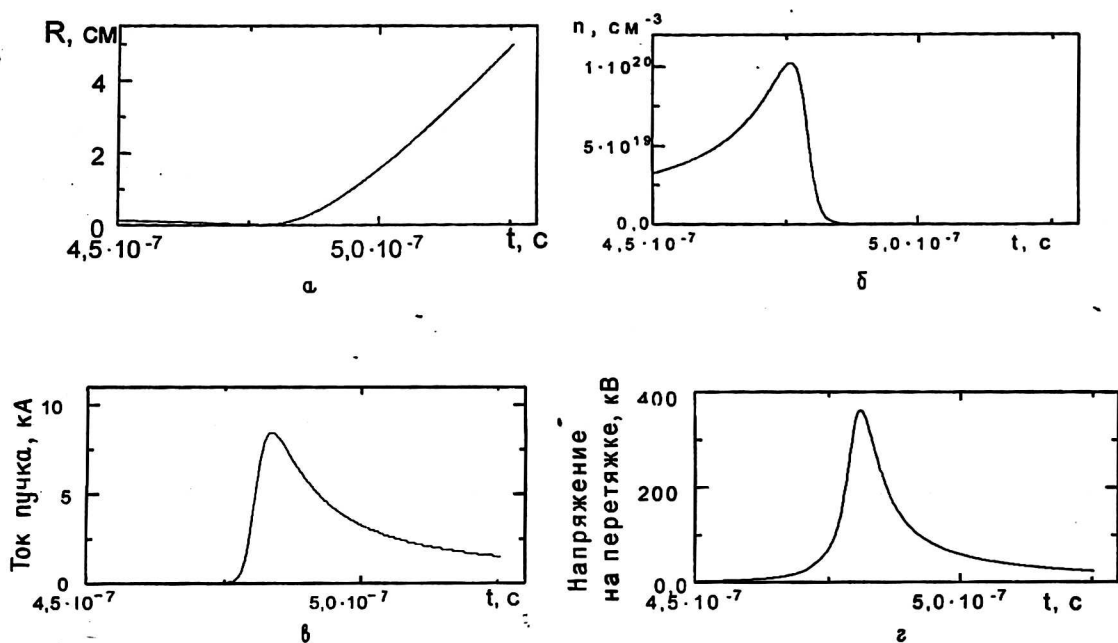 R, см
4
2
0
4,5·10⁻⁷
5,0·10⁻⁷
t, с
а
n, см⁻³
1·10²⁰
5·10¹⁹
0,0
4,5·10⁻⁷
5,0·10⁻⁷
t, с
б
Ток пучка, кА
10
5
0
4,5·10⁻⁷
5,0·10⁻⁷
t, с
в
Напряжение
на перетяжке, кВ
400
200
0,0
4,5·10⁻⁷
5,0·10⁻⁷
t, с
г